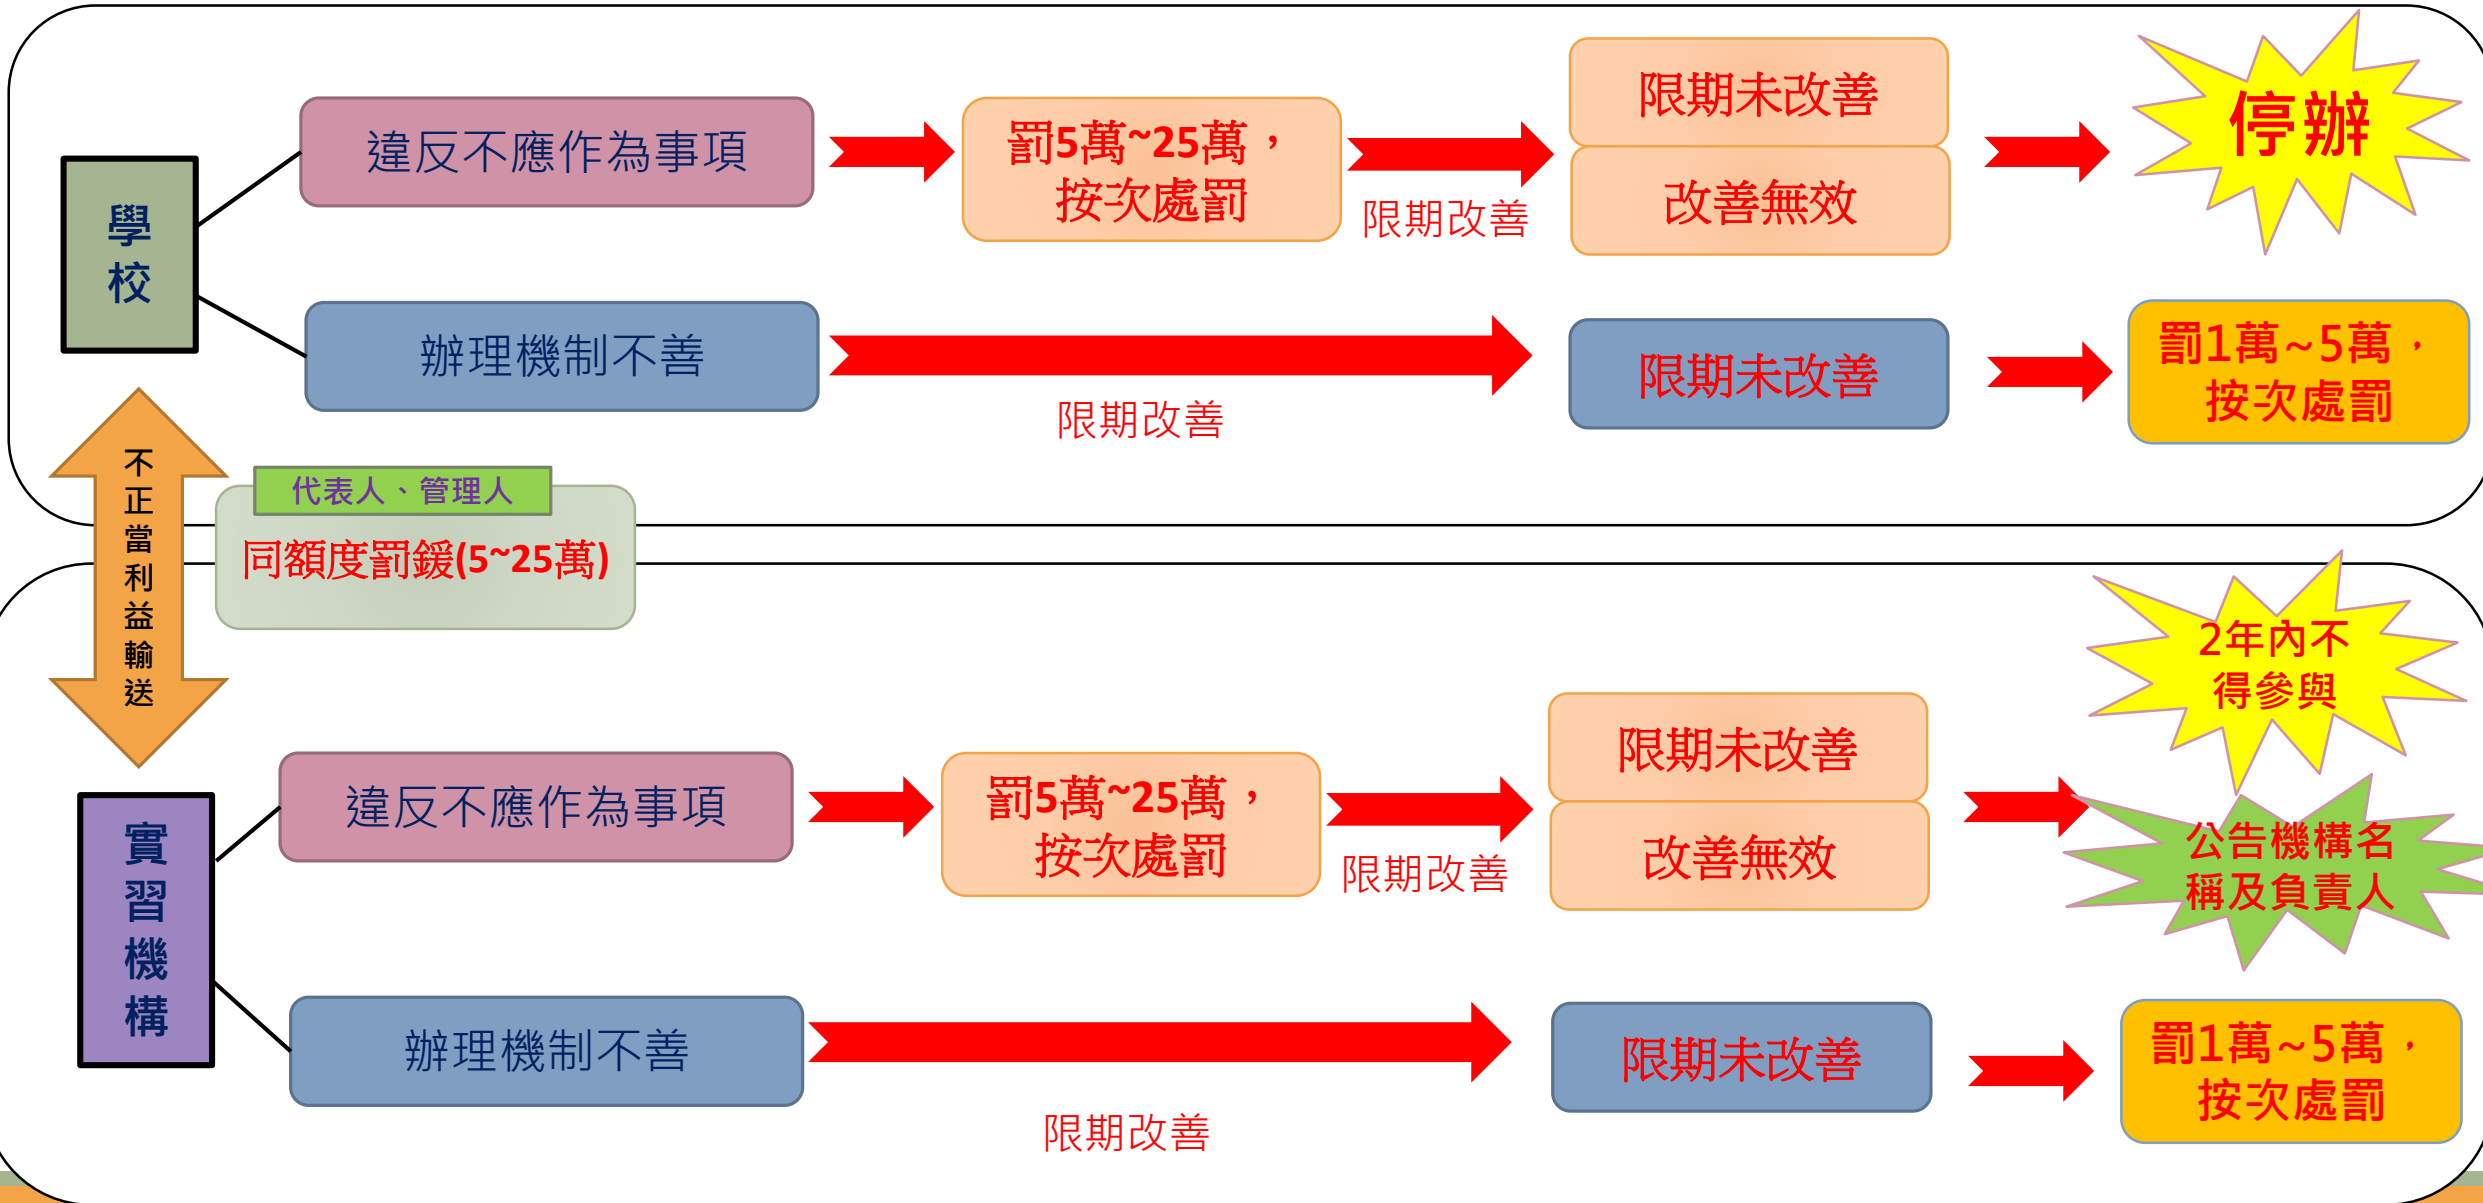 學
校
違反不應作為事項
罰5萬~25萬，
按次處罰
限期改善
限期未改善
改善無效
停辦
辦理機制不善
限期改善
限期未改善
罰1萬~5萬，
按次處罰
不
正
當
利
益
輸
送
代表人、管理人
同額度罰鍰(5~25萬)
實
習
機
構
違反不應作為事項
罰5萬~25萬，
按次處罰
限期改善
限期未改善
改善無效
2年內不
得參與
公告機構名
稱及負責人
辦理機制不善
限期改善
限期未改善
罰1萬~5萬，
按次處罰